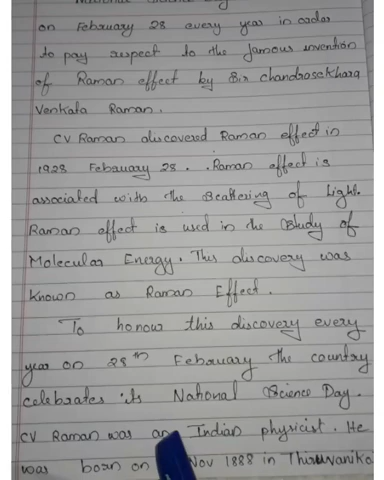 on February 28 every year in order
to pay respect to the famous invention
of Raman effect by Sir chandrasekhara
Venkata Raman.
CV Raman discovered Raman effect in
1928 February 28. . Raman effect is
associated with the Scattering of Light.
Raman effect is used in the Study of
Molecular Energy. This discovery was
known as Raman Effect.
To honour this discovery every
year on 28th February the country
celebrates its National Science Day.
CV Raman was an Indian physicist. He
was born on Nov 1888 in Thiruvanika